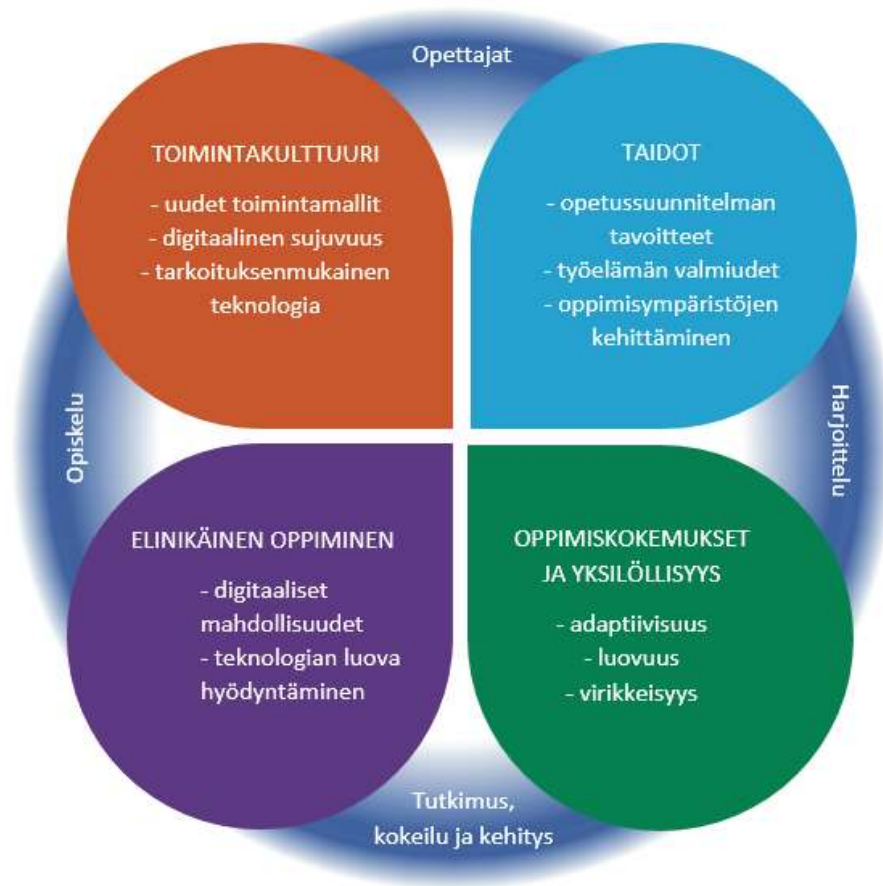 Opettajat
TOIMINTAKULTTUURI
- uudet toimintamallit
- digitaalinen sujuvuus
- tarkoituksenmukainen
teknologia
TAIDOT
- opetussuunnitelman
tavoitteet
- työelämän valmiudet
- oppimisympäristöjen
kehittäminen
Opiskelu
Harjoittelu
ELINIKÄINEN OPPIMINEN
- digitaaliset
mahdollisuudet
- teknologian luova
hyödyntäminen
OPPIMISKOKEMUKSET
JA YKSILÖLLISYYS
- adaptiivisuus
- luovuus
- virikkeisyys
Tutkimus,
kokeilu ja kehitys